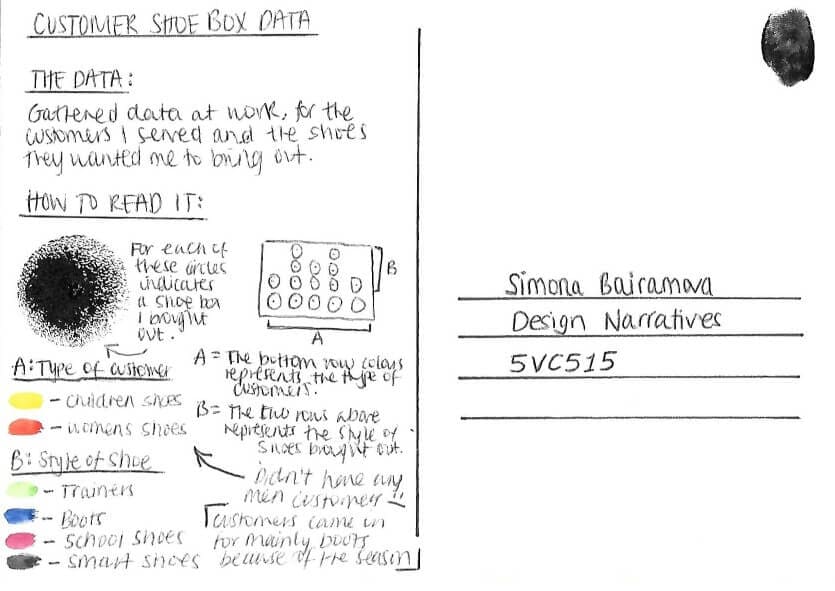 CUSTOMER SHOE BOX DATA
THE DATA:
Gathered data at work, for the
customers I served and the shoes
they wanted me to bring out.
HOW TO READ IT:
For each of
these circles
indicates
a shoe box
I bought
out.
B
A
A: Type of customer
- children shoes
- womens shoes
B: Style of shoe
- Trainers
- Boots
- School shoes
- smart shoes
A = The bottom row colours
represents the type of
customers.
B = The two rows above
represents the style of
shoes brought out.
Didn't have any
men customers
customers came in
for mainly boots
because of the season
Simona Bairamova
Design Narratives
5VC515